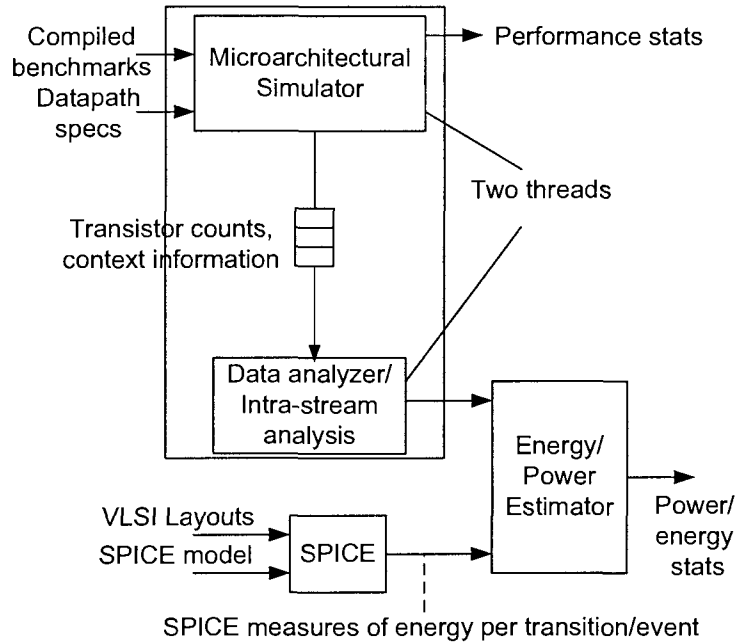 Compiled
benchmarks
Datapath
specs
Microarchitectural
Simulator
Performance stats
Two threads
Transistor counts,
context information
Data analyzer/
Intra-stream
analysis
Energy/
Power
Estimator
Power/
energy
stats
VLSI Layouts
SPICE model
SPICE
SPICE measures of energy per transition/event